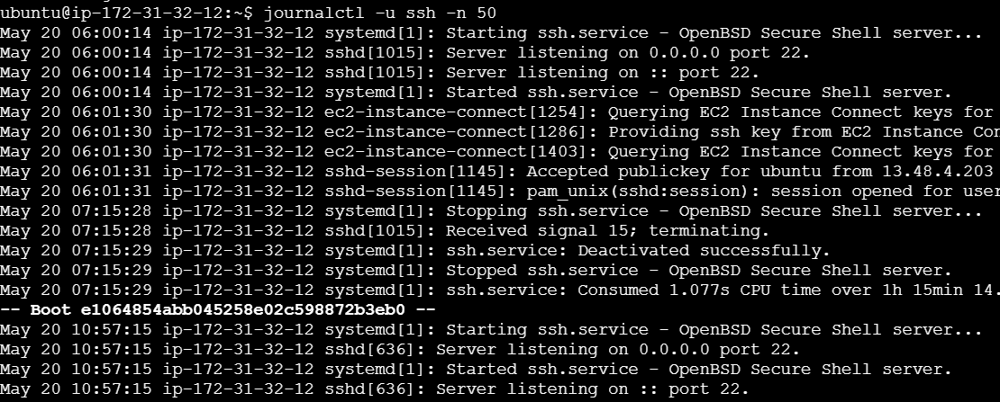 ubuntu@ip-172-31-32-12:~$ journalctl -u ssh -n 50
May 20 06:00:14 ip-172-31-32-12 systemd[1]: Starting ssh.service - OpenBSD Secure Shell server...
May 20 06:00:14 ip-172-31-32-12 sshd[1015]: Server listening on 0.0.0.0 port 22.
May 20 06:00:14 ip-172-31-32-12 sshd[1015]: Server listening on :: port 22.
May 20 06:00:14 ip-172-31-32-12 systemd[1]: Started ssh.service - OpenBSD Secure Shell server.
May 20 06:01:30 ip-172-31-32-12 ec2-instance-connect[1254]: Querying EC2 Instance Connect keys for
May 20 06:01:30 ip-172-31-32-12 ec2-instance-connect[1286]: Providing ssh key from EC2 Instance Con
May 20 06:01:30 ip-172-31-32-12 ec2-instance-connect[1403]: Querying EC2 Instance Connect keys for
May 20 06:01:31 ip-172-31-32-12 sshd-session[1145]: Accepted publickey for ubuntu from 13.48.4.203
May 20 06:01:31 ip-172-31-32-12 sshd-session[1145]: pam_unix(sshd:session): session opened for user
May 20 07:15:28 ip-172-31-32-12 systemd[1]: Stopping ssh.service - OpenBSD Secure Shell server...
May 20 07:15:28 ip-172-31-32-12 sshd[1015]: Received signal 15; terminating.
May 20 07:15:29 ip-172-31-32-12 systemd[1]: ssh.service: Deactivated successfully.
May 20 07:15:29 ip-172-31-32-12 systemd[1]: Stopped ssh.service - OpenBSD Secure Shell server.
May 20 07:15:29 ip-172-31-32-12 systemd[1]: ssh.service: Consumed 1.077s CPU time over 1h 15min 14.
-- Boot e1064854abb045258e02c598872b3eb0 --
May 20 10:57:15 ip-172-31-32-12 systemd[1]: Starting ssh.service - OpenBSD Secure Shell server...
May 20 10:57:15 ip-172-31-32-12 sshd[636]: Server listening on 0.0.0.0 port 22.
May 20 10:57:15 ip-172-31-32-12 systemd[1]: Started ssh.service - OpenBSD Secure Shell server.
May 20 10:57:15 ip-172-31-32-12 sshd[636]: Server listening on :: port 22.